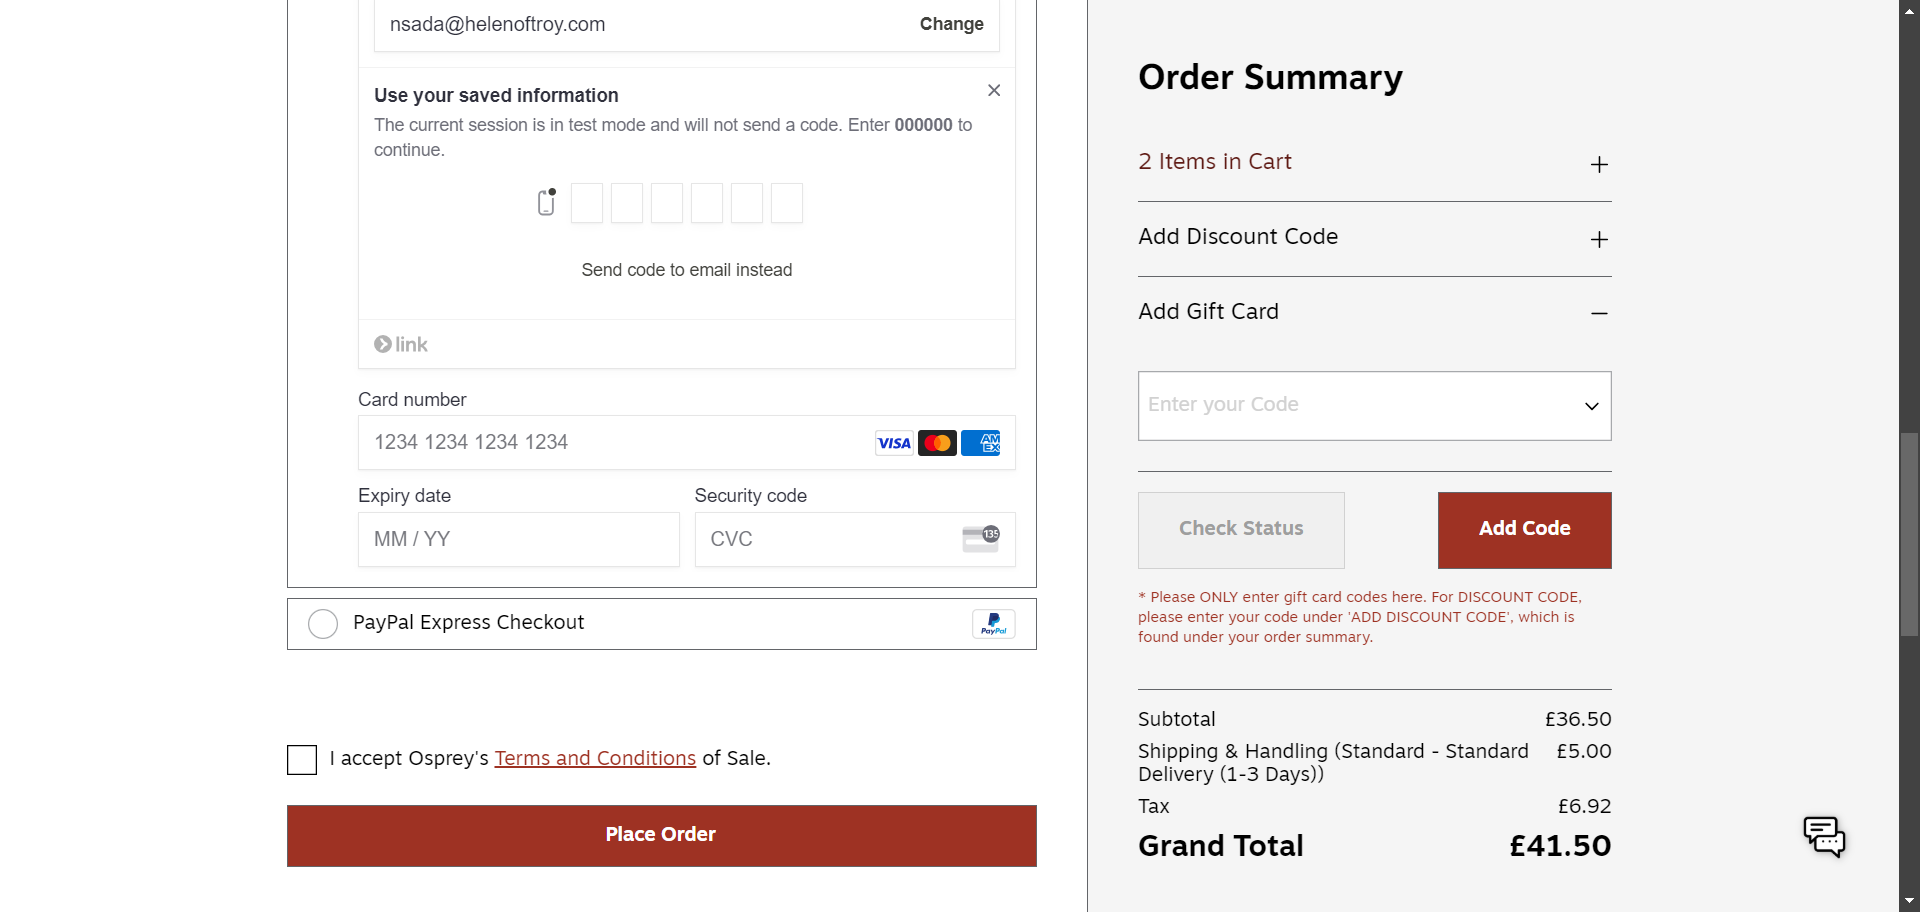 nsada@helenoftroy.com
Change
Use your saved information
The current session is in test mode and will not send a code. Enter 000000 to
continue.
Send code to email instead
link
Card number
1234 1234 1234 1234
VISA
AM
EX
Expiry date
Security code
MM / YY
CVC
135
PayPal Express Checkout
PayPal
I accept Osprey's Terms and Conditions of Sale.
Place Order
Order Summary
2 Items in Cart
Add Discount Code
Add Gift Card
Enter your Code
Check Status
Add Code
* Please ONLY enter gift card codes here. For DISCOUNT CODE,
please enter your code under 'ADD DISCOUNT CODE', which is
found under your order summary.
Subtotal £36.50
Shipping & Handling (Standard - Standard £5.00
Delivery (1-3 Days))
Tax £6.92
Grand Total £41.50